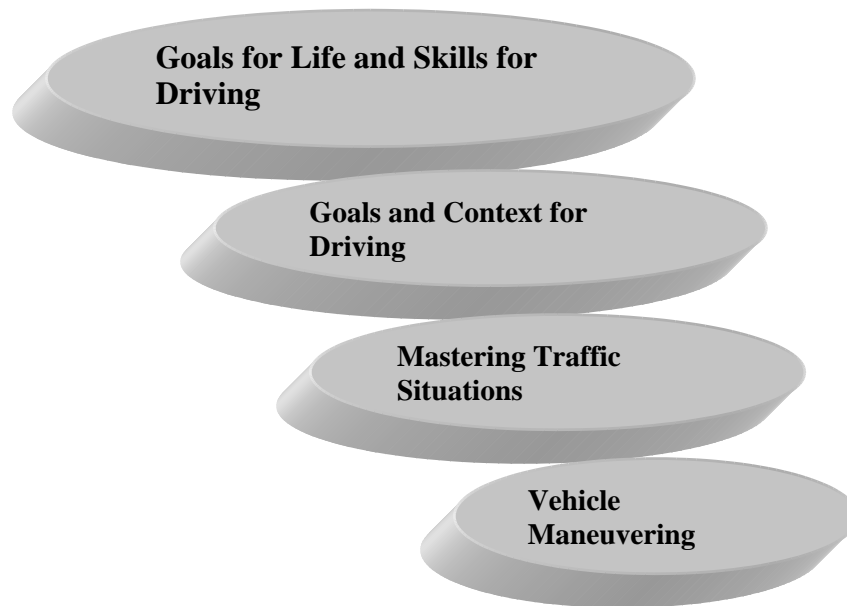 Goals for Life and Skills for
Driving
Goals and Context for
Driving
Mastering Traffic
Situations
Vehicle
Maneuvering